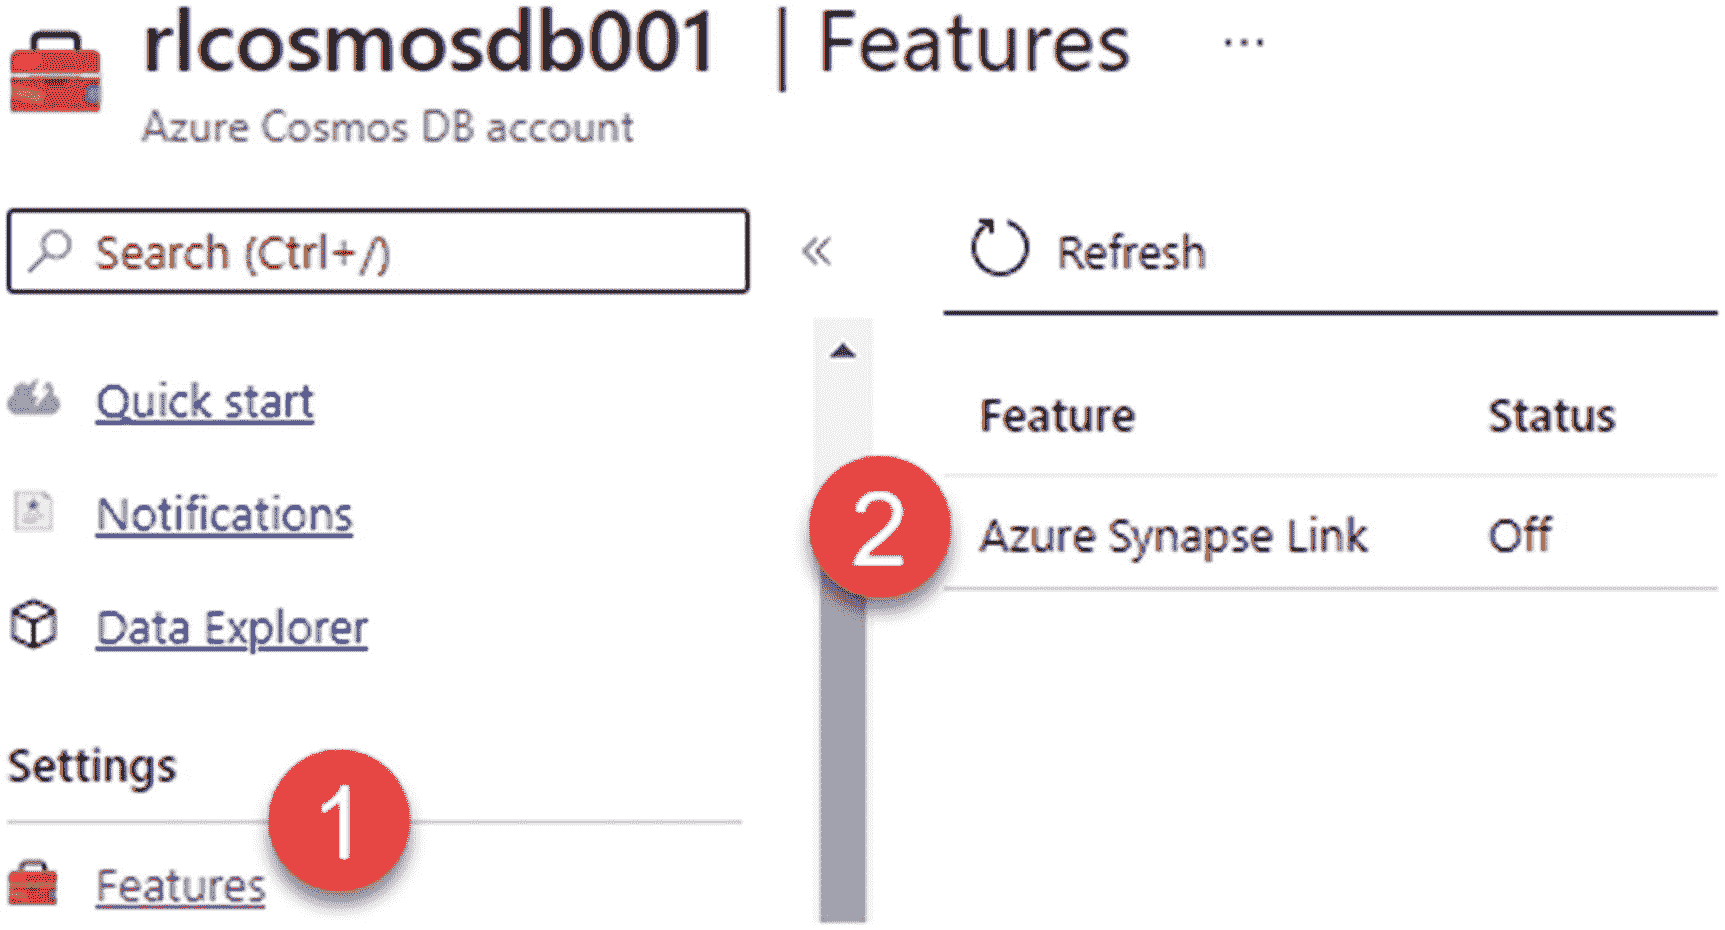 rlcosmosdb001 | Features ...
Azure Cosmos DB account
Search (Ctrl+/)
«
Refresh
Quick start
Notifications
Data Explorer
Settings
1
Features
Feature Status
2
Azure Synapse Link Off